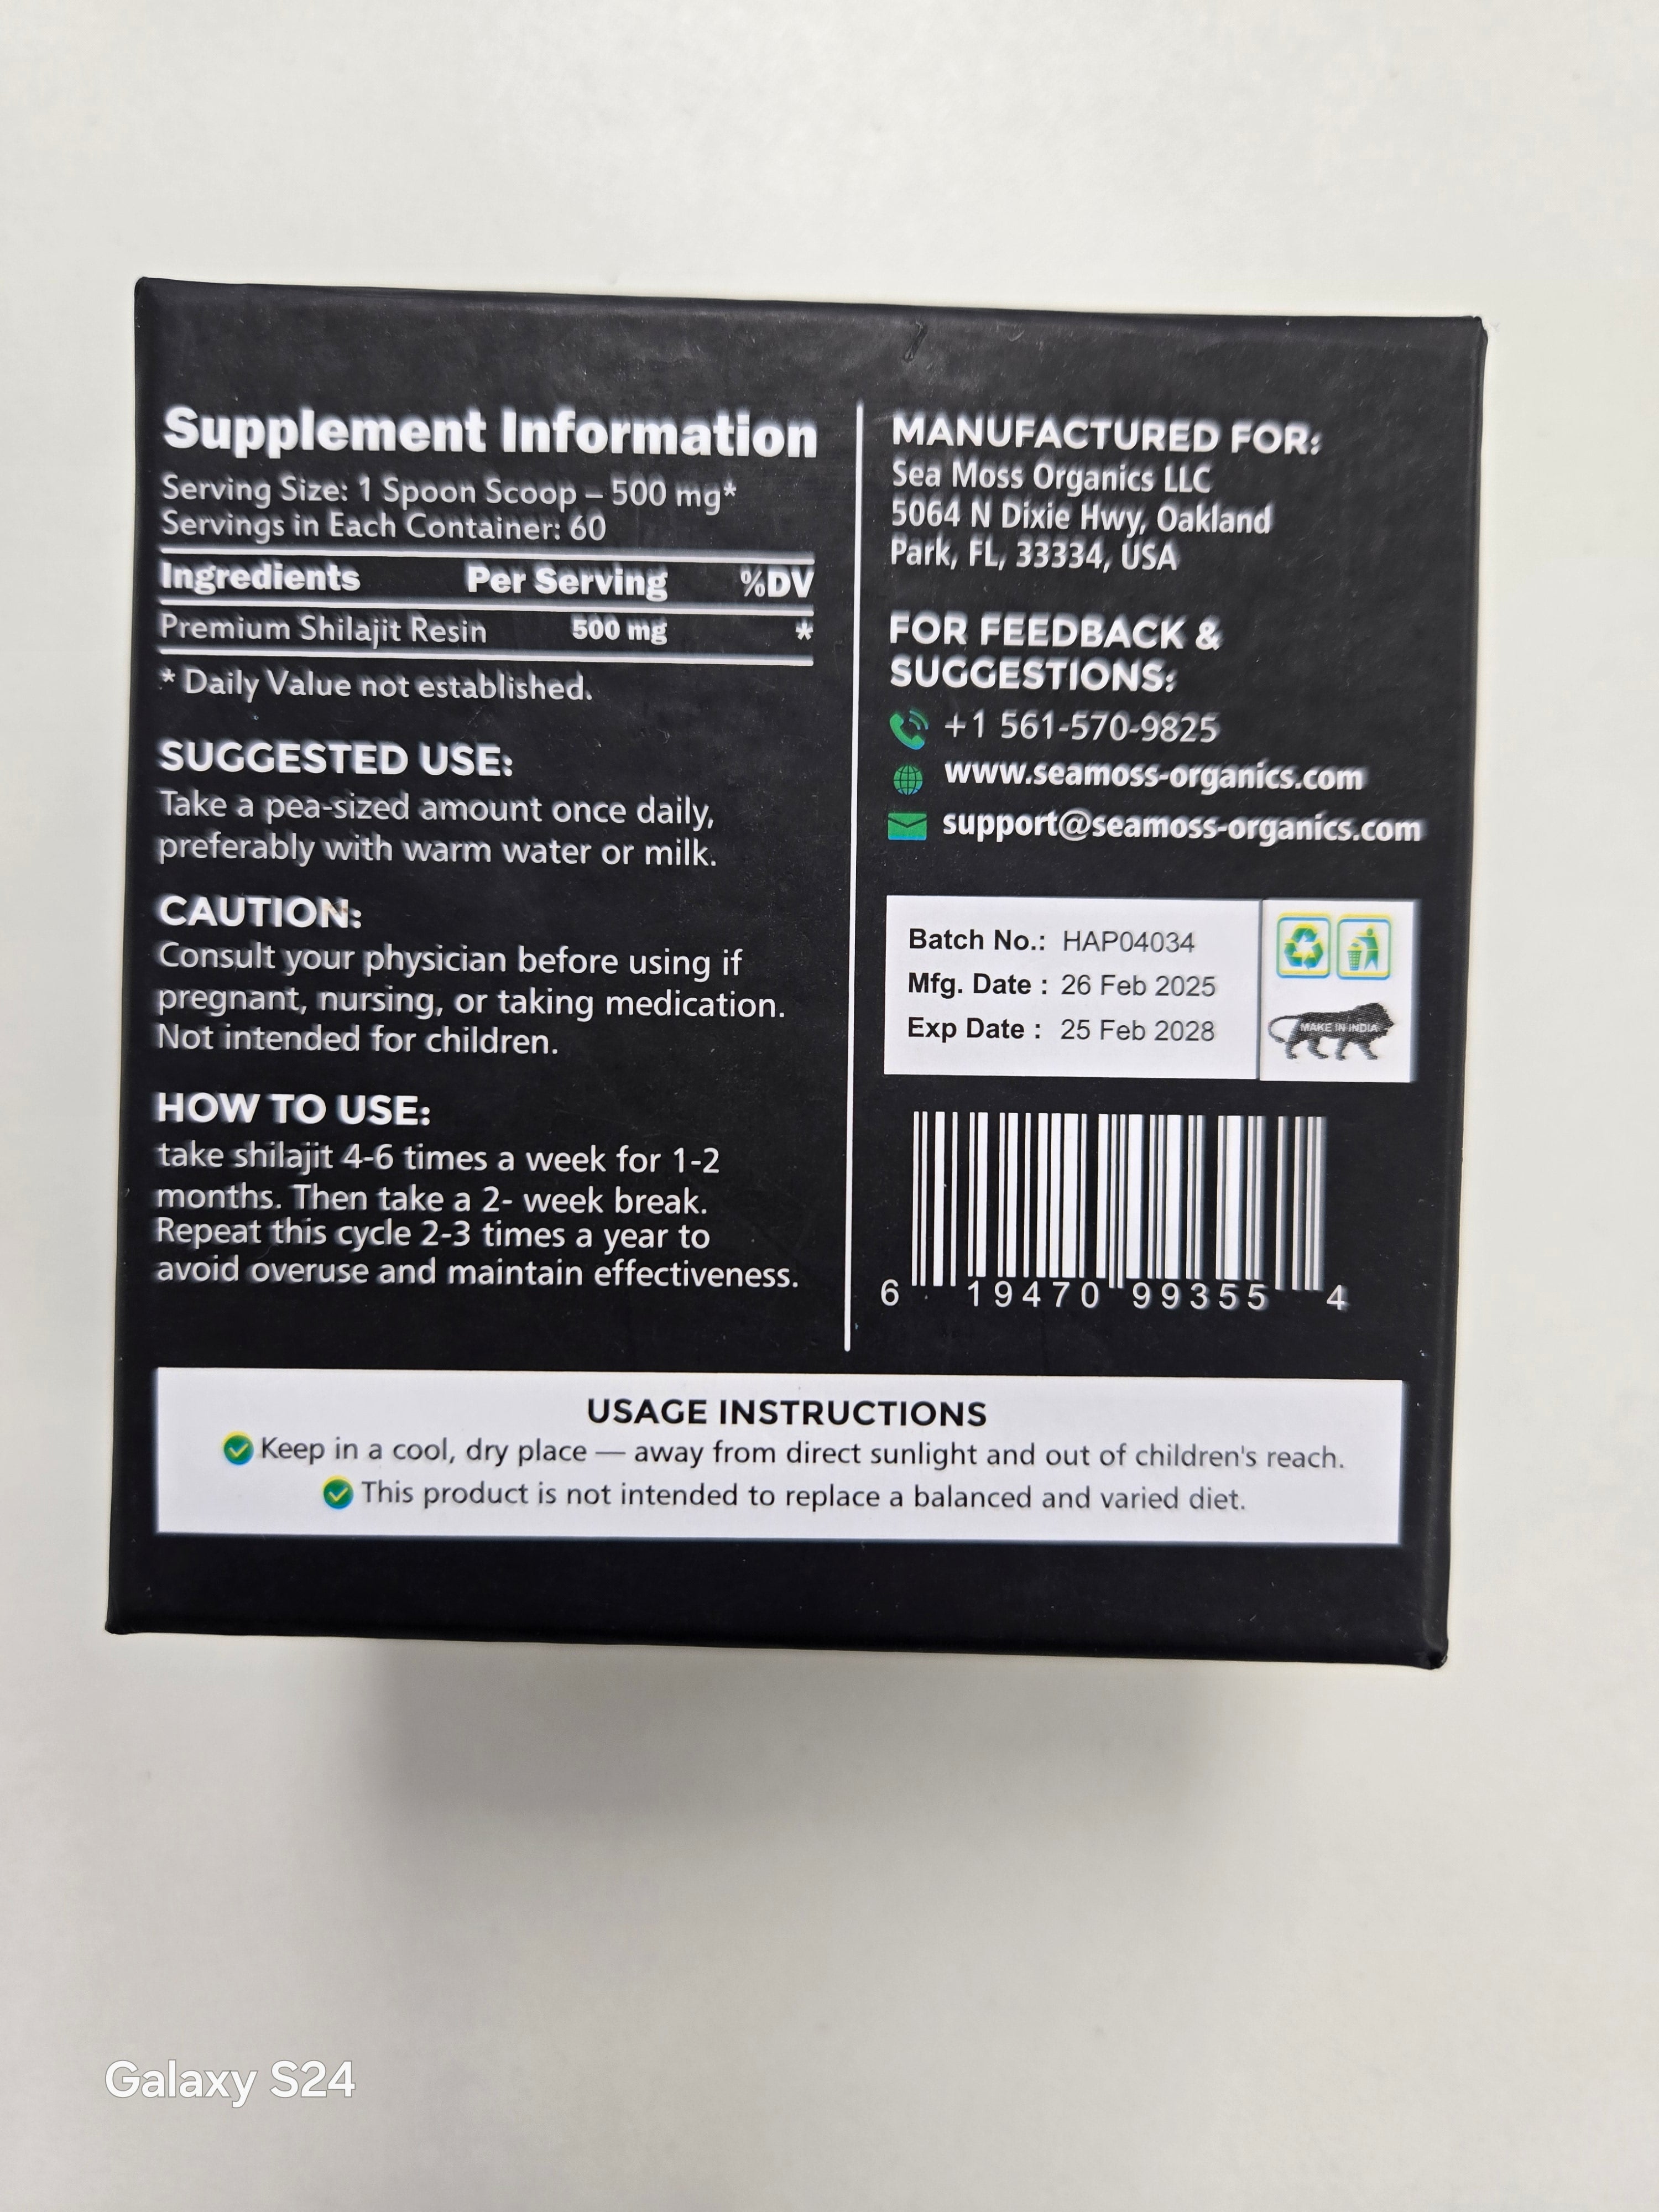 Supplement Information
Serving Size: 1 Spoon Scoop – 500 mg*
Servings in Each Container: 60
Ingredients Per Serving %DV
Premium Shilajit Resin 500 mg *
* Daily Value not established.
SUGGESTED USE:
Take a pea-sized amount once daily,
preferably with warm water or milk.
CAUTION:
Consult your physician before using if
pregnant, nursing, or taking medication.
Not intended for children.
HOW TO USE:
take shilajit 4-6 times a week for 1-2
months. Then take a 2- week break.
Repeat this cycle 2-3 times a year to
avoid overuse and maintain effectiveness.
MANUFACTURED FOR:
Sea Moss Organics LLC
5064 N Dixie Hwy, Oakland
Park, FL, 33334, USA
FOR FEEDBACK &
SUGGESTIONS:
+1 561-570-9825
www.seamoss-organics.com
support@seamoss-organics.com
Batch No.: HAP04034
Mfg. Date : 26 Feb 2025
Exp Date : 25 Feb 2028
MAKE IN INDIA
6 19470 99355 4
USAGE INSTRUCTIONS
Keep in a cool, dry place — away from direct sunlight and out of children's reach.
This product is not intended to replace a balanced and varied diet.
Galaxy S24